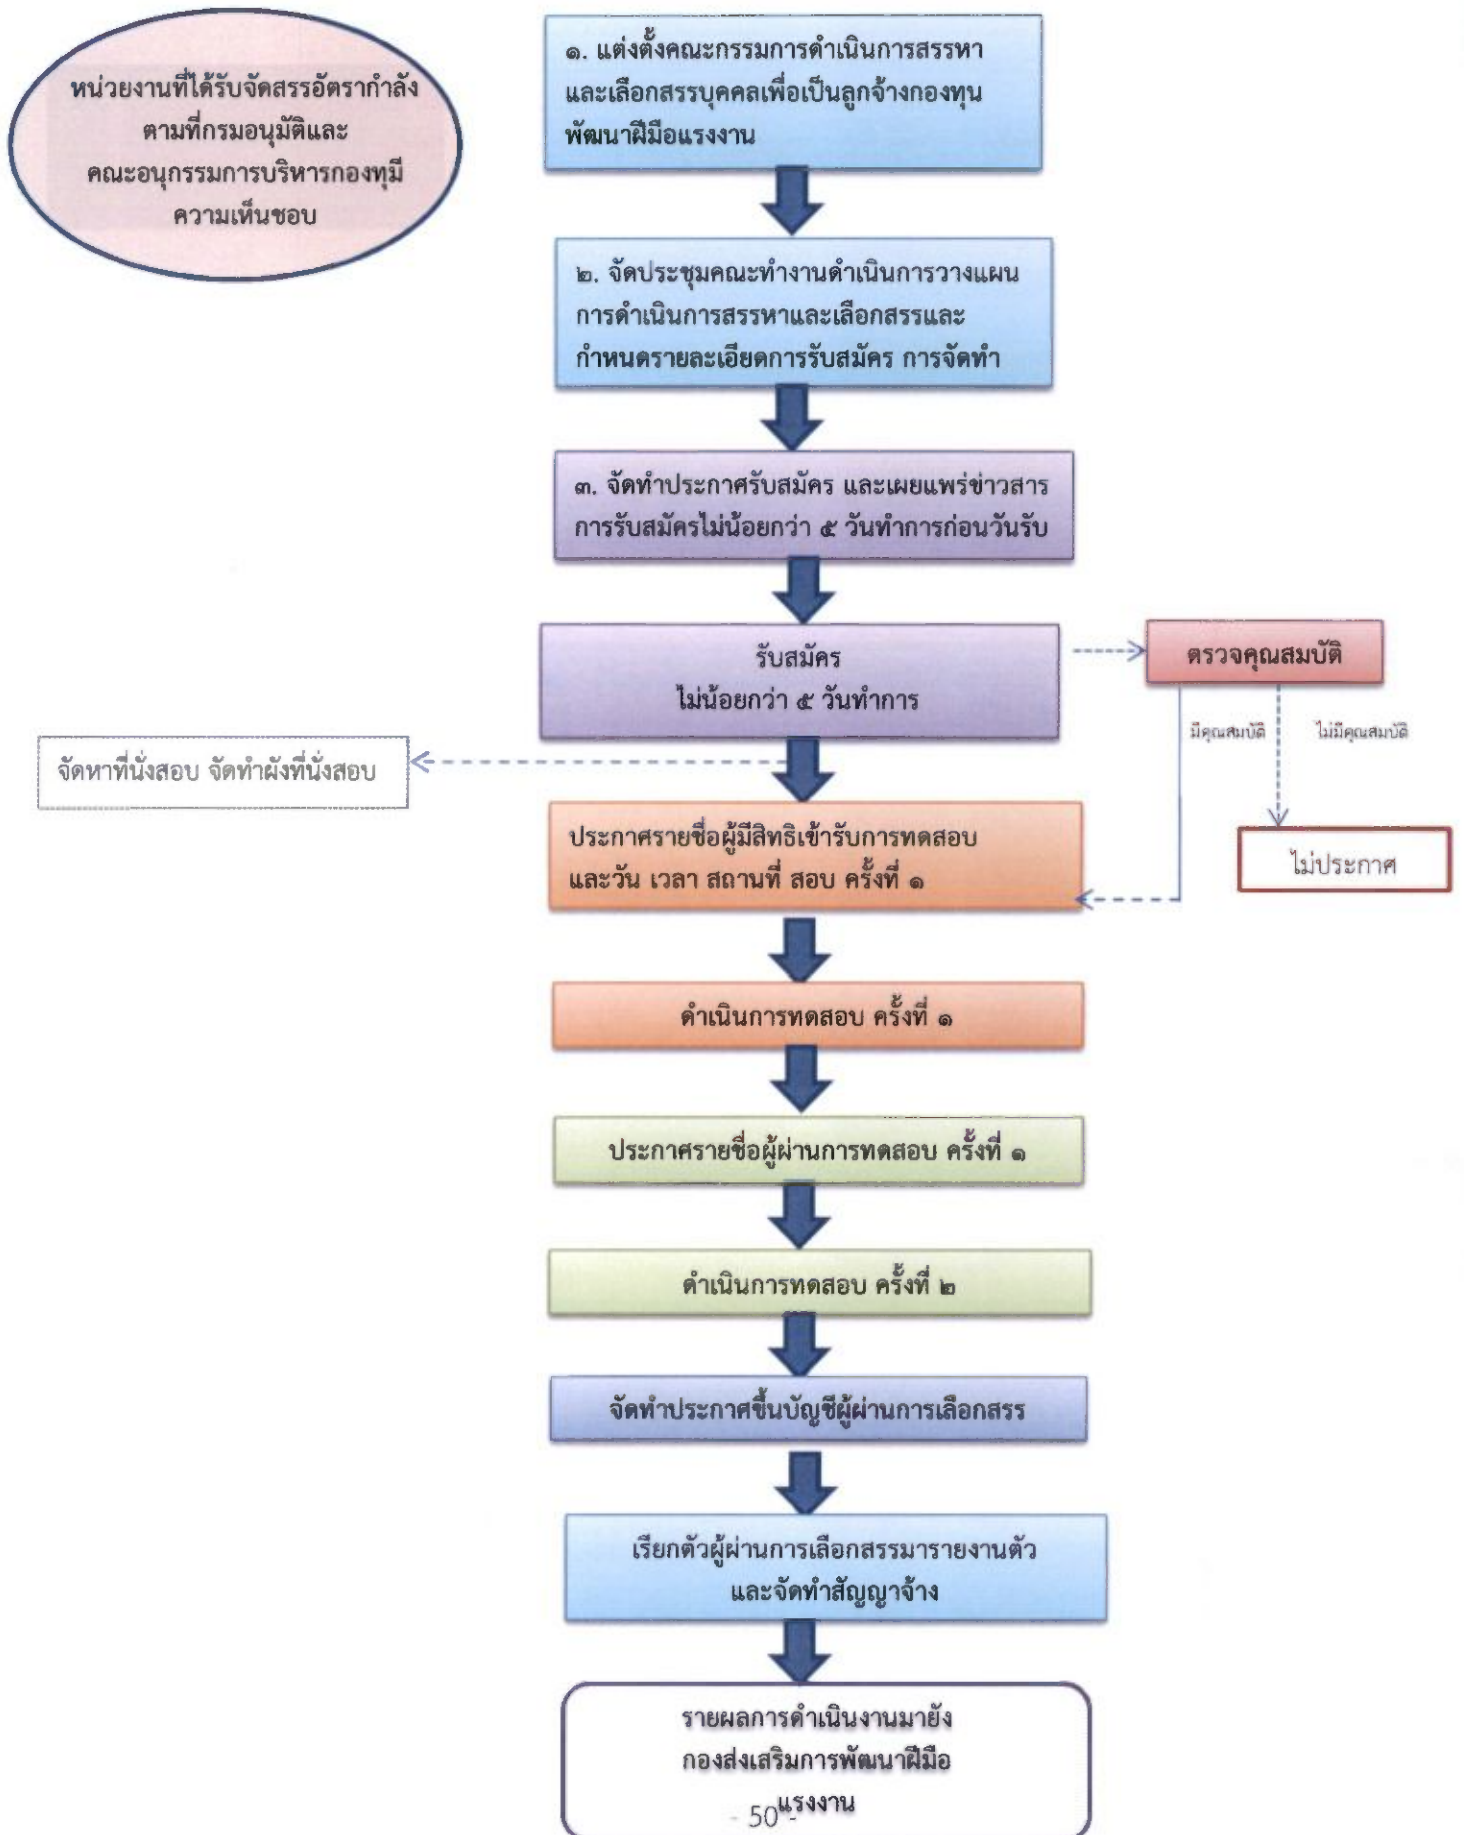 หน่วยงานที่ได้รับจัดสรรอัตรากำลัง
ตามที่กรมอนุมัติและ
คณะอนุกรรมการบริหารกองทุมี
ความเห็นชอบ
๑. แต่งตั้งคณะกรรมการดำเนินการสรรหา
และเลือกสรรบุคคลเพื่อเป็นลูกจ้างกองทุน
พัฒนาฝีมือแรงงาน
๒. จัดประชุมคณะทำงานดำเนินการวางแผน
การดำเนินการสรรหาและเลือกสรรและ
กำหนดรายละเอียดการรับสมัคร การจัดทำ
๓. จัดทำประกาศรับสมัคร และเผยแพร่ข่าวสาร
การรับสมัครไม่น้อยกว่า ๕ วันทำการก่อนวันรับ
รับสมัคร
ไม่น้อยกว่า ๕ วันทำการ
ตรวจคุณสมบัติ
มีคุณสมบัติ
ไม่มีคุณสมบัติ
จัดหาที่นั่งสอบ จัดทำผังที่นั่งสอบ
ประกาศรายชื่อผู้มีสิทธิเข้ารับการทดสอบ
และวัน เวลา สถานที่ สอบ ครั้งที่ ๑
ไม่ประกาศ
ดำเนินการทดสอบ ครั้งที่ ๑
ประกาศรายชื่อผู้ผ่านการทดสอบ ครั้งที่ ๑
ดำเนินการทดสอบ ครั้งที่ ๒
จัดทำประกาศขึ้นบัญชีผู้ผ่านการเลือกสรร
เรียกตัวผู้ผ่านการเลือกสรรมารายงานตัว
และจัดทำสัญญาจ้าง
รายผลการดำเนินงานมายัง
กองส่งเสริมการพัฒนาฝีมือ
แรงงาน
- 50 -